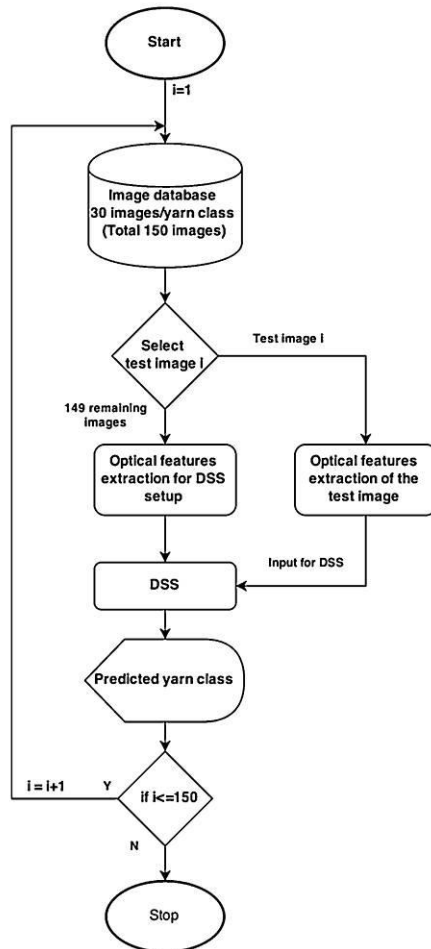 Start
i=1
Image database
30 images/yarn class
(Total 150 images)
Select
test image i
Test image i
149 remaining
images
Optical features
extraction for DSS
setup
Optical features
extraction of the
test image
Input for DSS
DSS
Predicted yarn class
i = i+1
Y
if i<=150
N
Stop